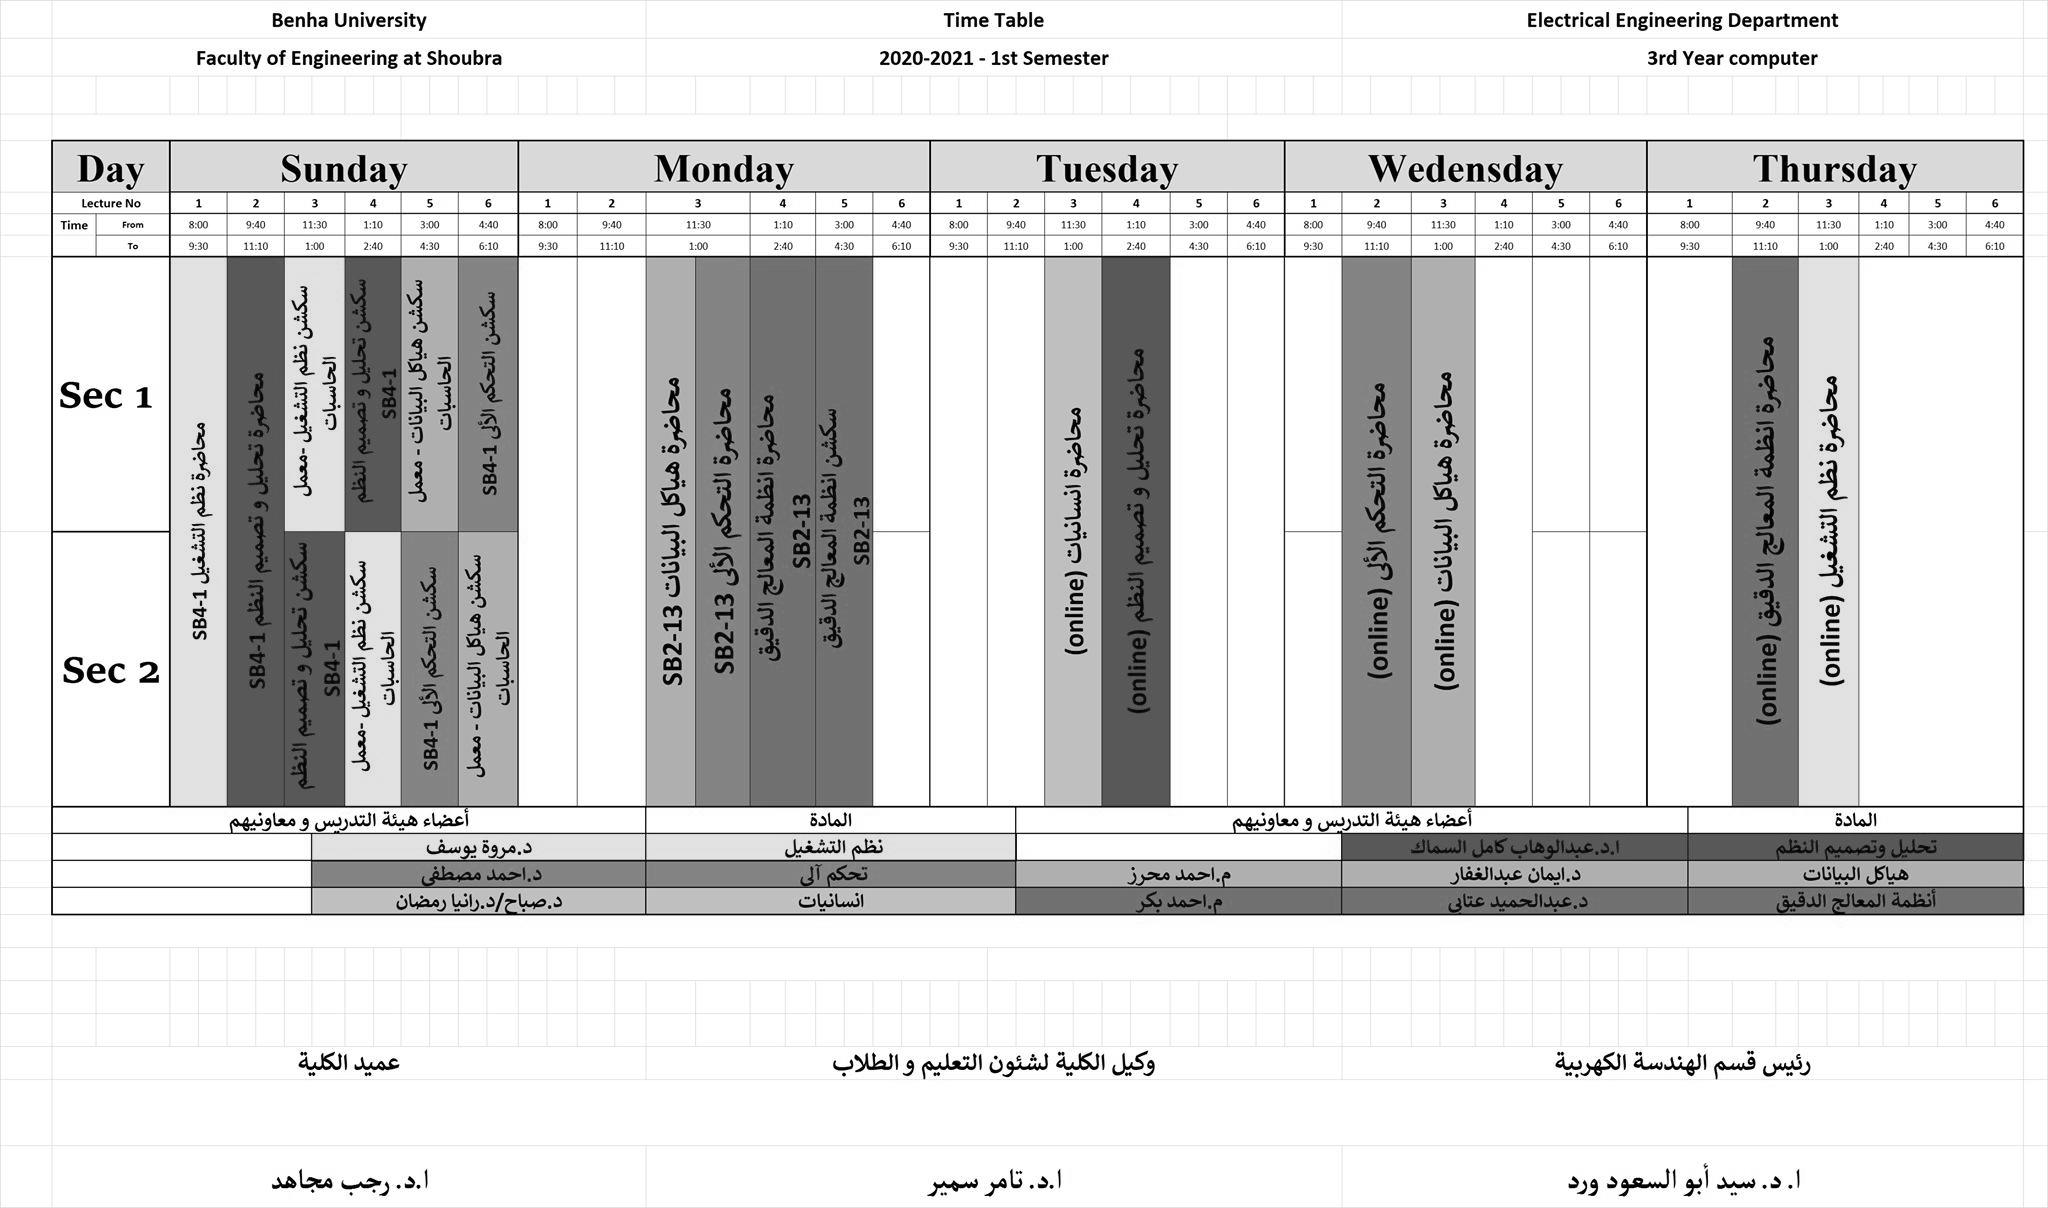 Benha University
Time Table
Electrical Engineering Department
Faculty of Engineering at Shoubra
2020-2021 - 1st Semester
3rd Year computer
Day Sunday Monday Tuesday Wedensday Thursday
Lecture No 1 2 3 4 5 6 1 2 3 4 5 6 1 2 3 4 5 6 1 2 3 4 5 6 1 2 3 4 5 6
Time From 8:00 9:40 11:30 1:10 3:00 4:40 8:00 9:40 11:30 1:10 3:00 4:40 8:00 9:40 11:30 1:10 3:00 4:40 8:00 9:40 11:30 1:10 3:00 4:40 8:00 9:40 11:30 1:10 3:00 4:40
To 9:30 11:10 1:00 2:40 4:30 6:10 9:30 11:10 1:00 2:40 4:30 6:10 9:30 11:10 1:00 2:40 4:30 6:10 9:30 11:10 1:00 2:40 4:30 6:10 9:30 11:10 1:00 2:40 4:30 6:10
Sec 1
محاضرة نظم التشغيل SB4-1
محاضرة تحليل و تصميم النظم SB4-1
سكشن نظم التشغيل -معمل
الحاسبات
سكشن تحليل و تصميم النظم
SB4-1
سكشن هياكل البيانات - معمل
الحاسبات
سكشن التحكم الألى SB4-1
محاضرة هياكل البيانات SB2-13
محاضرة التحكم الألى SB2-13
محاضرة انظمة المعالج الدقيق
SB2-13
سكشن انظمة المعالج الدقيق
SB2-13
محاضرة انسانيات (online)
محاضرة تحليل و تصميم النظم (online)
محاضرة التحكم الألى (online)
محاضرة هياكل البيانات (online)
محاضرة انظمة المعالج الدقيق (online)
محاضرة نظم التشغيل (online)
Sec 2
سكشن تحليل و تصميم النظم
SB4-1
سكشن نظم التشغيل -معمل
الحاسبات
سكشن التحكم الألى SB4-1
سكشن هياكل البيانات - معمل
الحاسبات
المادة أعضاء هيئة التدريس و معاونيهم المادة أعضاء هيئة التدريس و معاونيهم
تحليل وتصميم النظم ا.د.عبدالوهاب كامل السماك نظم التشغيل د.مروة يوسف
هياكل البيانات د.ايمان عبدالغفار م.احمد محرز تحكم آلى د.احمد مصطفى
أنظمة المعالج الدقيق د.عبدالحميد عتابى م.احمد بكر انسانيات د.صباح/د.رانيا رمضان
رئيس قسم الهندسة الكهربية
وكيل الكلية لشئون التعليم و الطلاب
عميد الكلية
ا. د. سيد أبو السعود ورد
ا.د. تامر سمير
ا.د. رجب مجاهد